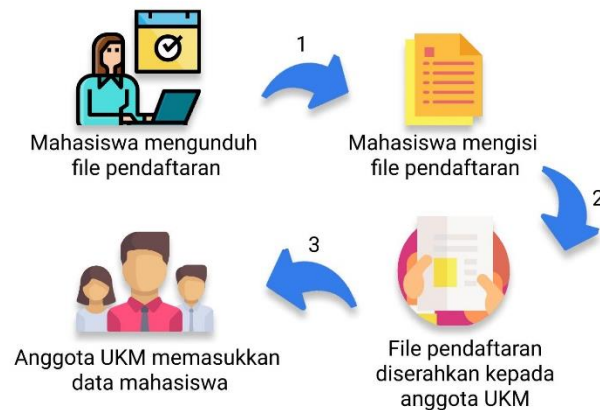 1
Mahasiswa mengunduh
file pendaftaran
Mahasiswa mengisi
file pendaftaran
2
3
File pendaftaran
diserahkan kepada
anggota UKM
Anggota UKM memasukkan
data mahasiswa